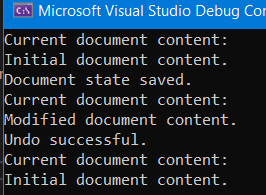 Microsoft Visual Studio Debug Con
Current document content:
Initial document content.
Document state saved.
Current document content:
Modified document content.
Undo successful.
Current document content:
Initial document content.